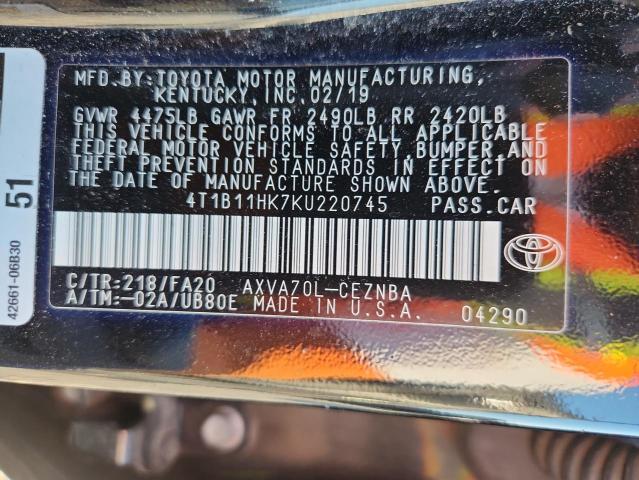 MFD.BY:TOYOTA MOTOR MANUFACTURING,
KENTUCKY,INC.02/19
GVWR 4475LB GAWR FR 2490LB RR 2420LB
THIS VEHICLE CONFORMS TO ALL APPLICABLE
FEDERAL MOTOR VEHICLE SAFETY, BUMPER AND
THEFT PREVENTION STANDARDS IN EFFECT ON
THE DATE OF MANUFACTURE SHOWN ABOVE.
4T1B11HK7KU220745 PASS.CAR
C/TR:218/FA20 AXVA70L-CEZNBA
A/TM:-02A/UB80E MADE IN U.S.A. 04290
51
42661-06B30